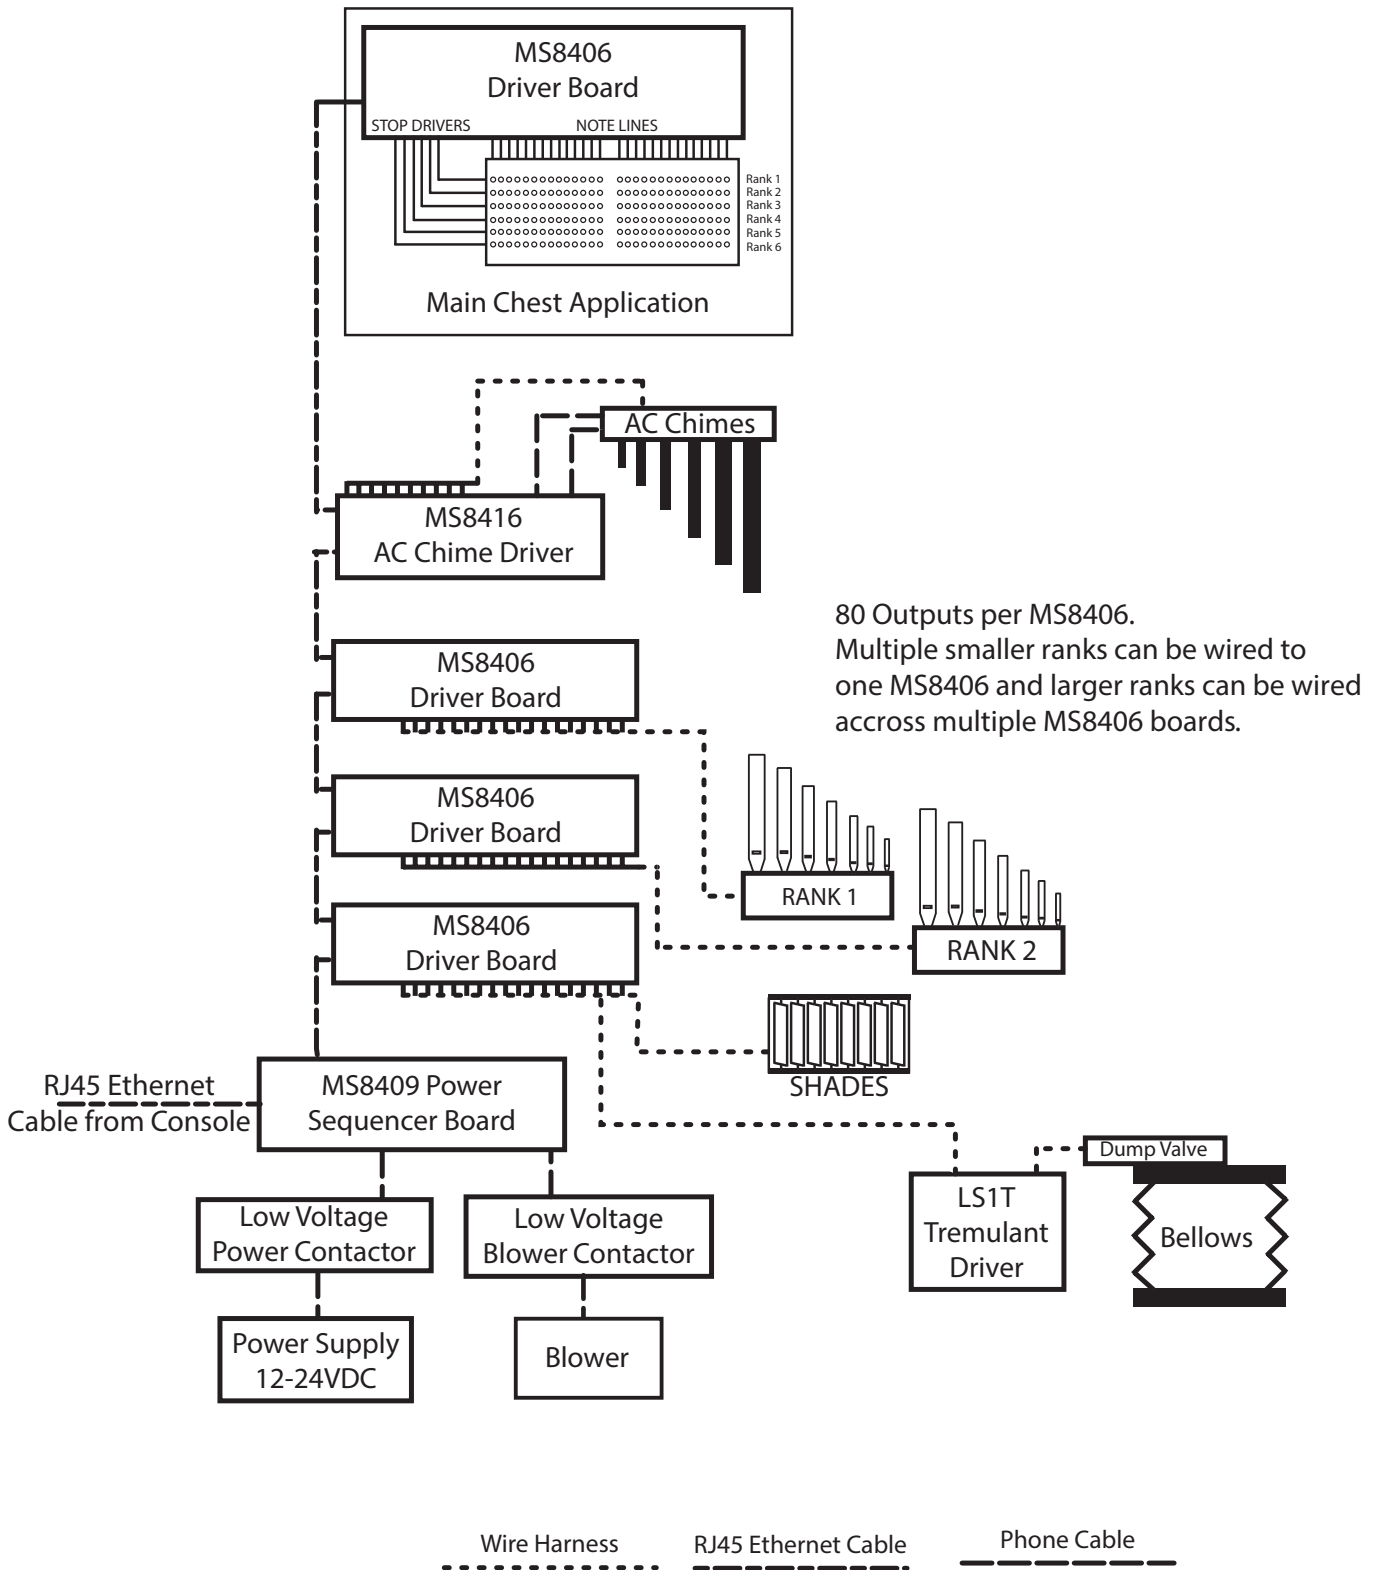 MS8406
Driver Board
STOP DRIVERS
NOTE LINES
Rank 1
Rank 2
Rank 3
Rank 4
Rank 5
Rank 6
Main Chest Application
AC Chimes
MS8416
AC Chime Driver
80 Outputs per MS8406.
Multiple smaller ranks can be wired to
one MS8406 and larger ranks can be wired
accross multiple MS8406 boards.
MS8406
Driver Board
MS8406
Driver Board
RANK 1
MS8406
Driver Board
RANK 2
SHADES
RJ45 Ethernet
Cable from Console
MS8409 Power
Sequencer Board
Dump Valve
Low Voltage
Power Contactor
Low Voltage
Blower Contactor
LS1T
Tremulant
Driver
Bellows
Power Supply
12-24VDC
Blower
Wire Harness
RJ45 Ethernet Cable
Phone Cable